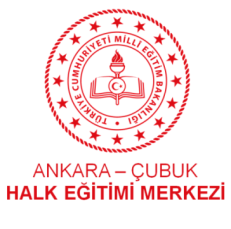 TÜRKİYE CUMHURİYETİ MİLLÎ EĞİTİM BAKANLIĞI
ANKARA – ÇUBUK
HALK EĞİTİMİ MERKEZİ